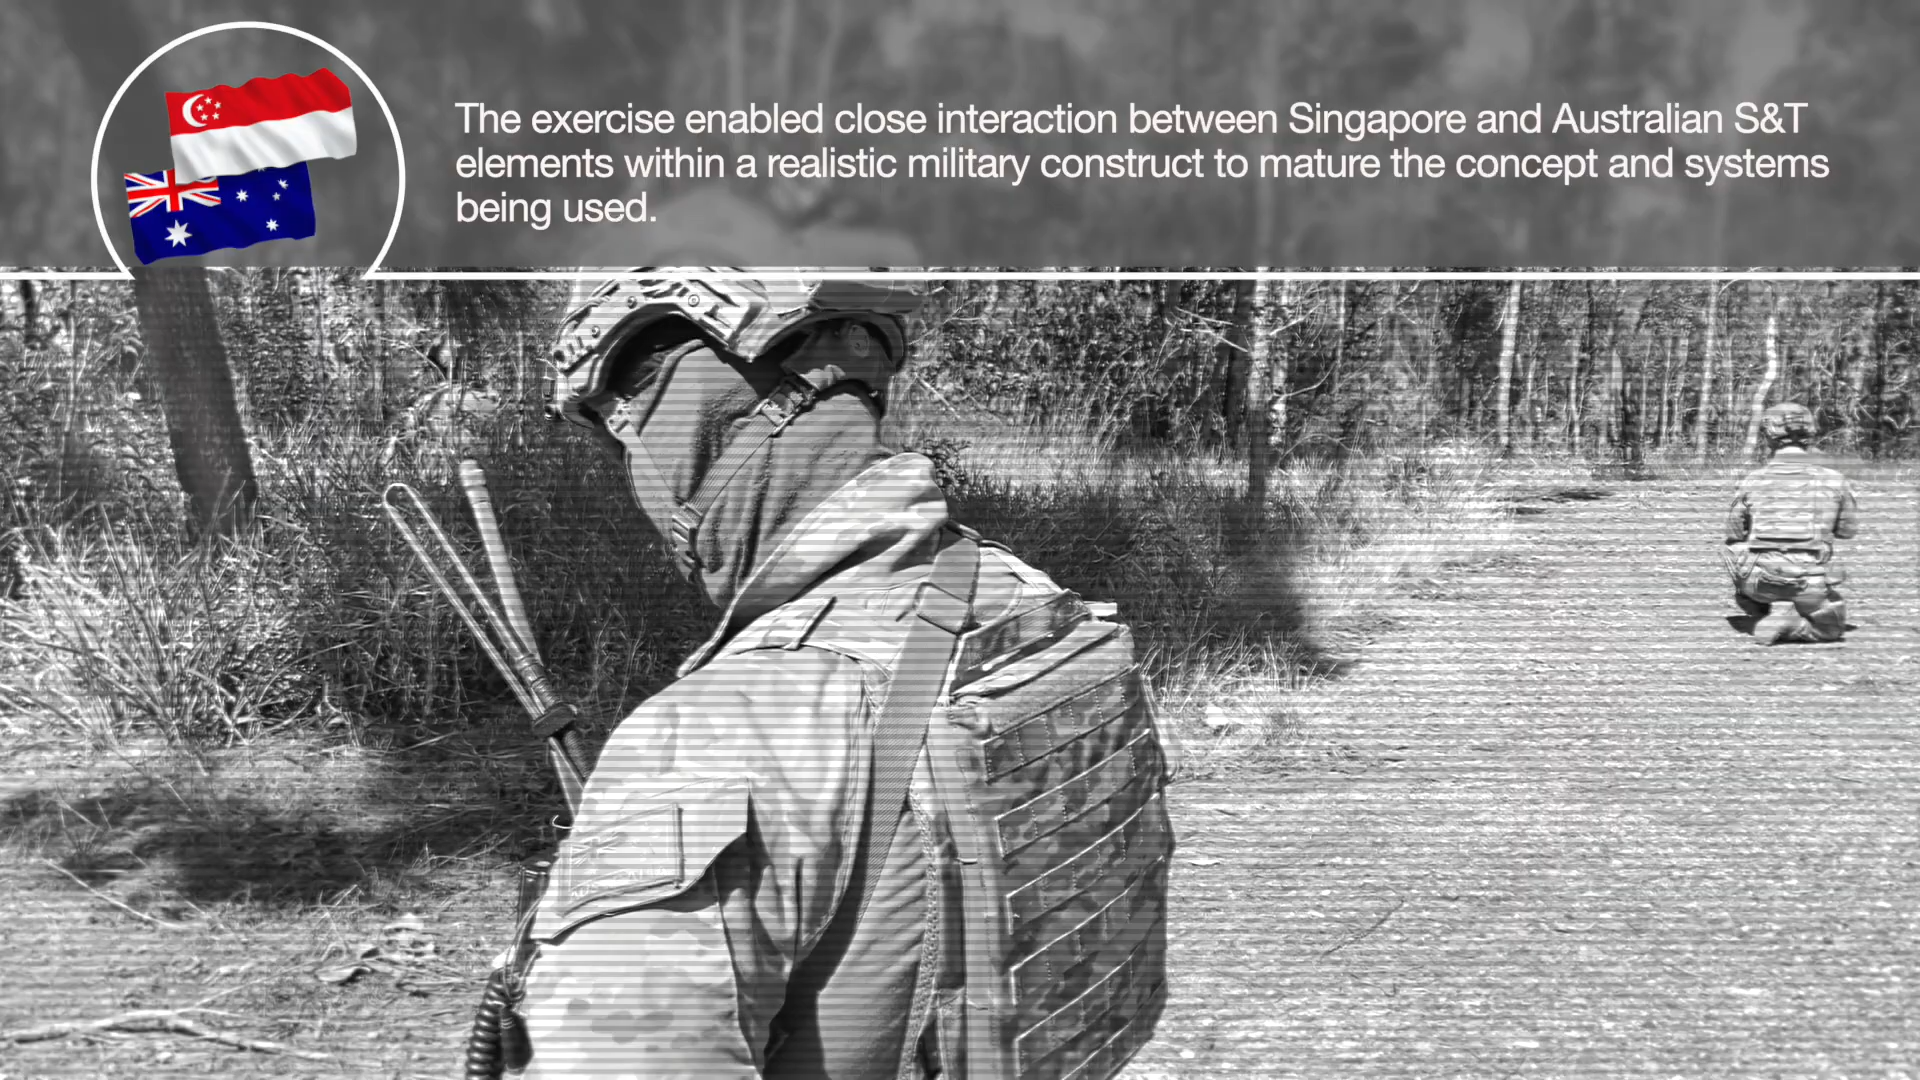 The exercise enabled close interaction between Singapore and Australian S&T
elements within a realistic military construct to mature the concept and systems
being used.